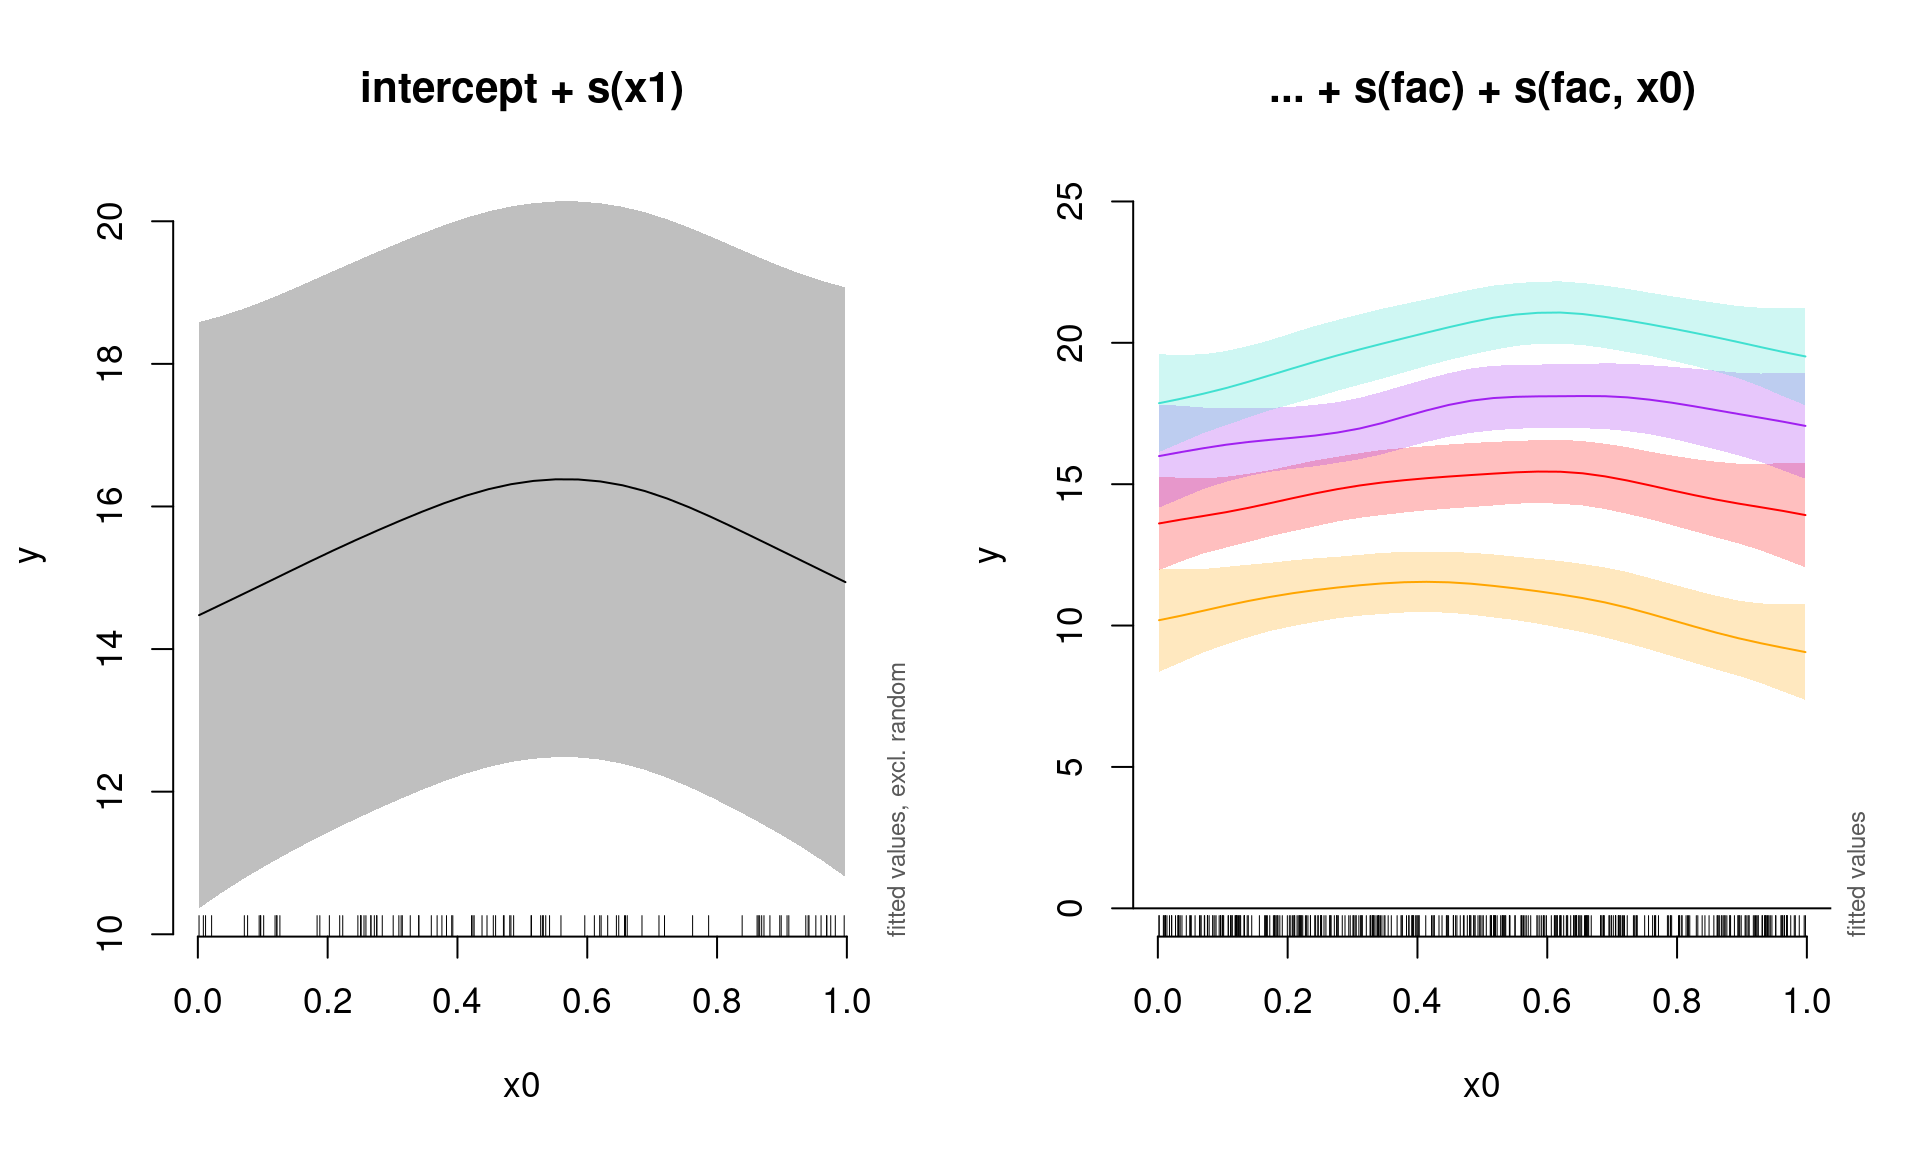 intercept + s(x1)
y
20
18
16
14
12
10
0.0 0.2 0.4 0.6 0.8 1.0
x0
fitted values, excl. random
... + s(fac) + s(fac, x0)
y
25
20
15
10
5
0
0.0 0.2 0.4 0.6 0.8 1.0
x0
fitted values